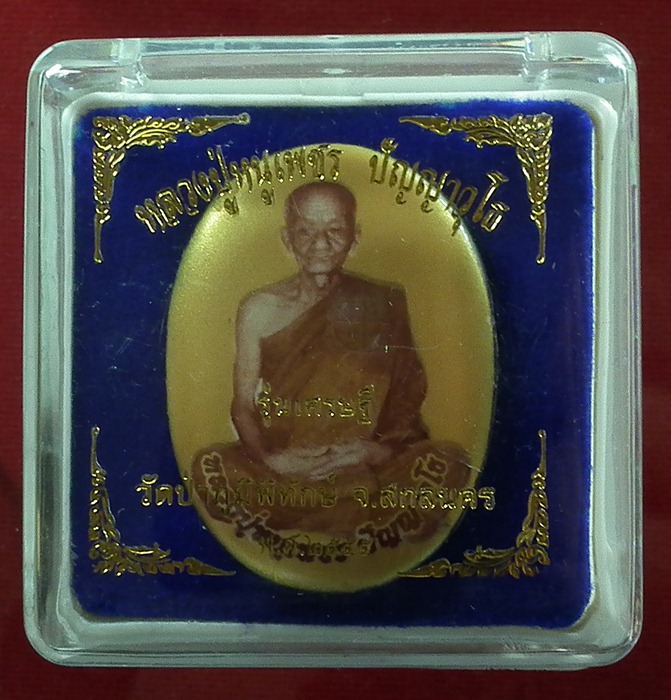 หลวงปู่หนูเพชร ปัญญาวุโธ
รุ่นเศรษฐี
วัดป่าภูมิพิทักษ์ จ.สกลนคร